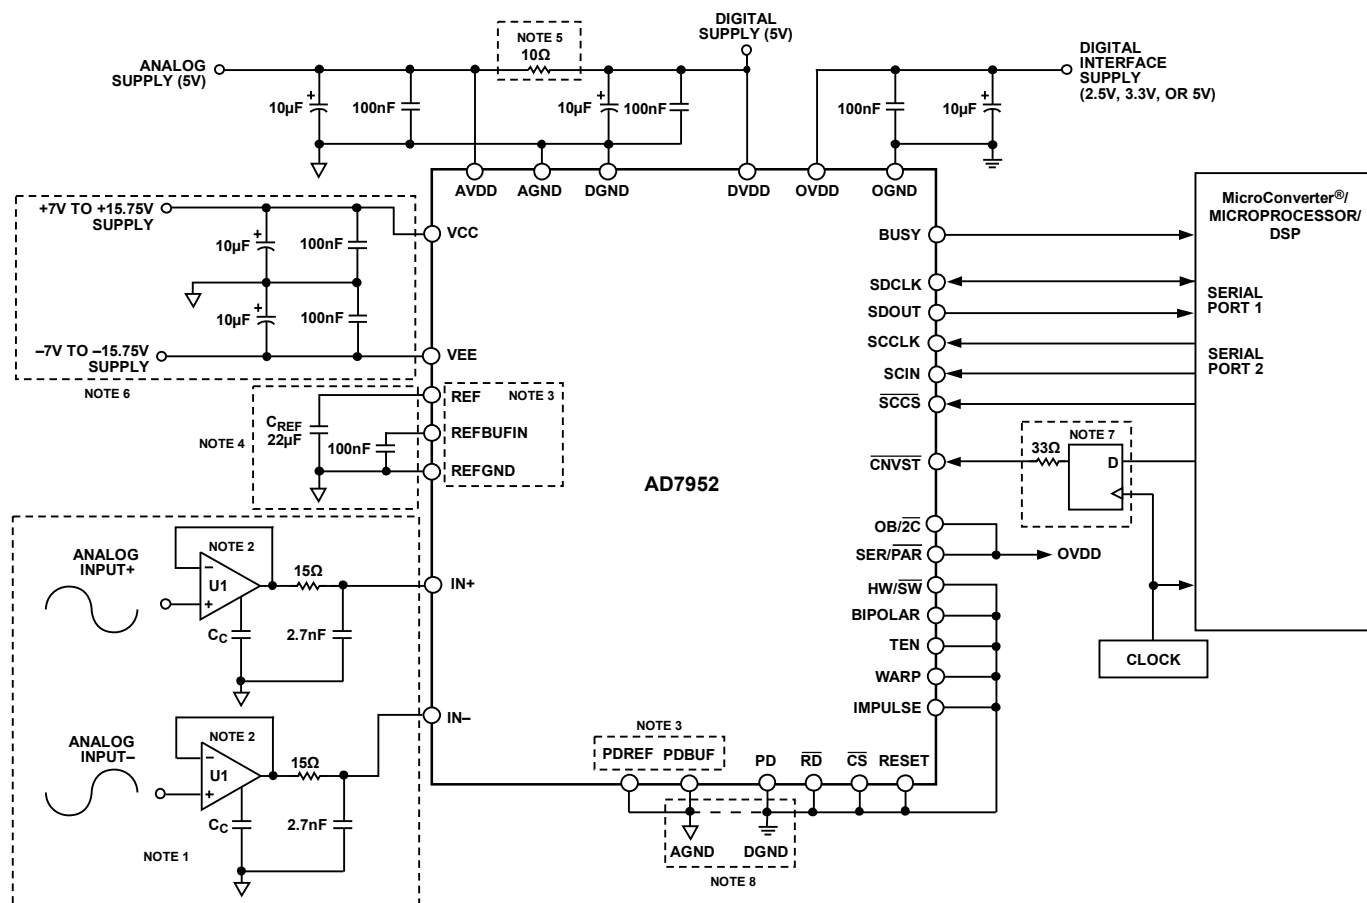 ANALOG
SUPPLY (5V)
NOTE 5
10Ω
DIGITAL
SUPPLY (5V)
DIGITAL
INTERFACE
SUPPLY
(2.5V, 3.3V, OR 5V)
+
10µF
100nF
+
10µF
100nF
100nF
+
10µF
AVDD
AGND
DGND
DVDD
OVDD
OGND
+7V TO +15.75V
SUPPLY
+
10µF
100nF
+
10µF
100nF
–7V TO –15.75V
SUPPLY
NOTE 6
VCC
VEE
NOTE 4
CREF
22µF
100nF
REF
NOTE 3
REFBUFIN
REFGND
AD7952
BUSY
SDCLK
SDOUT
SCCLK
SCIN
SCCS
CNVST
OB/2C
SER/PAR
HW/SW
BIPOLAR
TEN
WARP
IMPULSE
MicroConverter®/
MICROPROCESSOR/
DSP
SERIAL
PORT 1
SERIAL
PORT 2
NOTE 7
33Ω
D
OVDD
CLOCK
ANALOG
INPUT+
NOTE 2
–
U1
+
15Ω
CC
2.7nF
IN+
ANALOG
INPUT–
NOTE 2
–
U1
+
15Ω
CC
2.7nF
IN–
NOTE 1
NOTE 3
PDREF
PDBUF
PD
RD
CS
RESET
AGND
DGND
NOTE 8